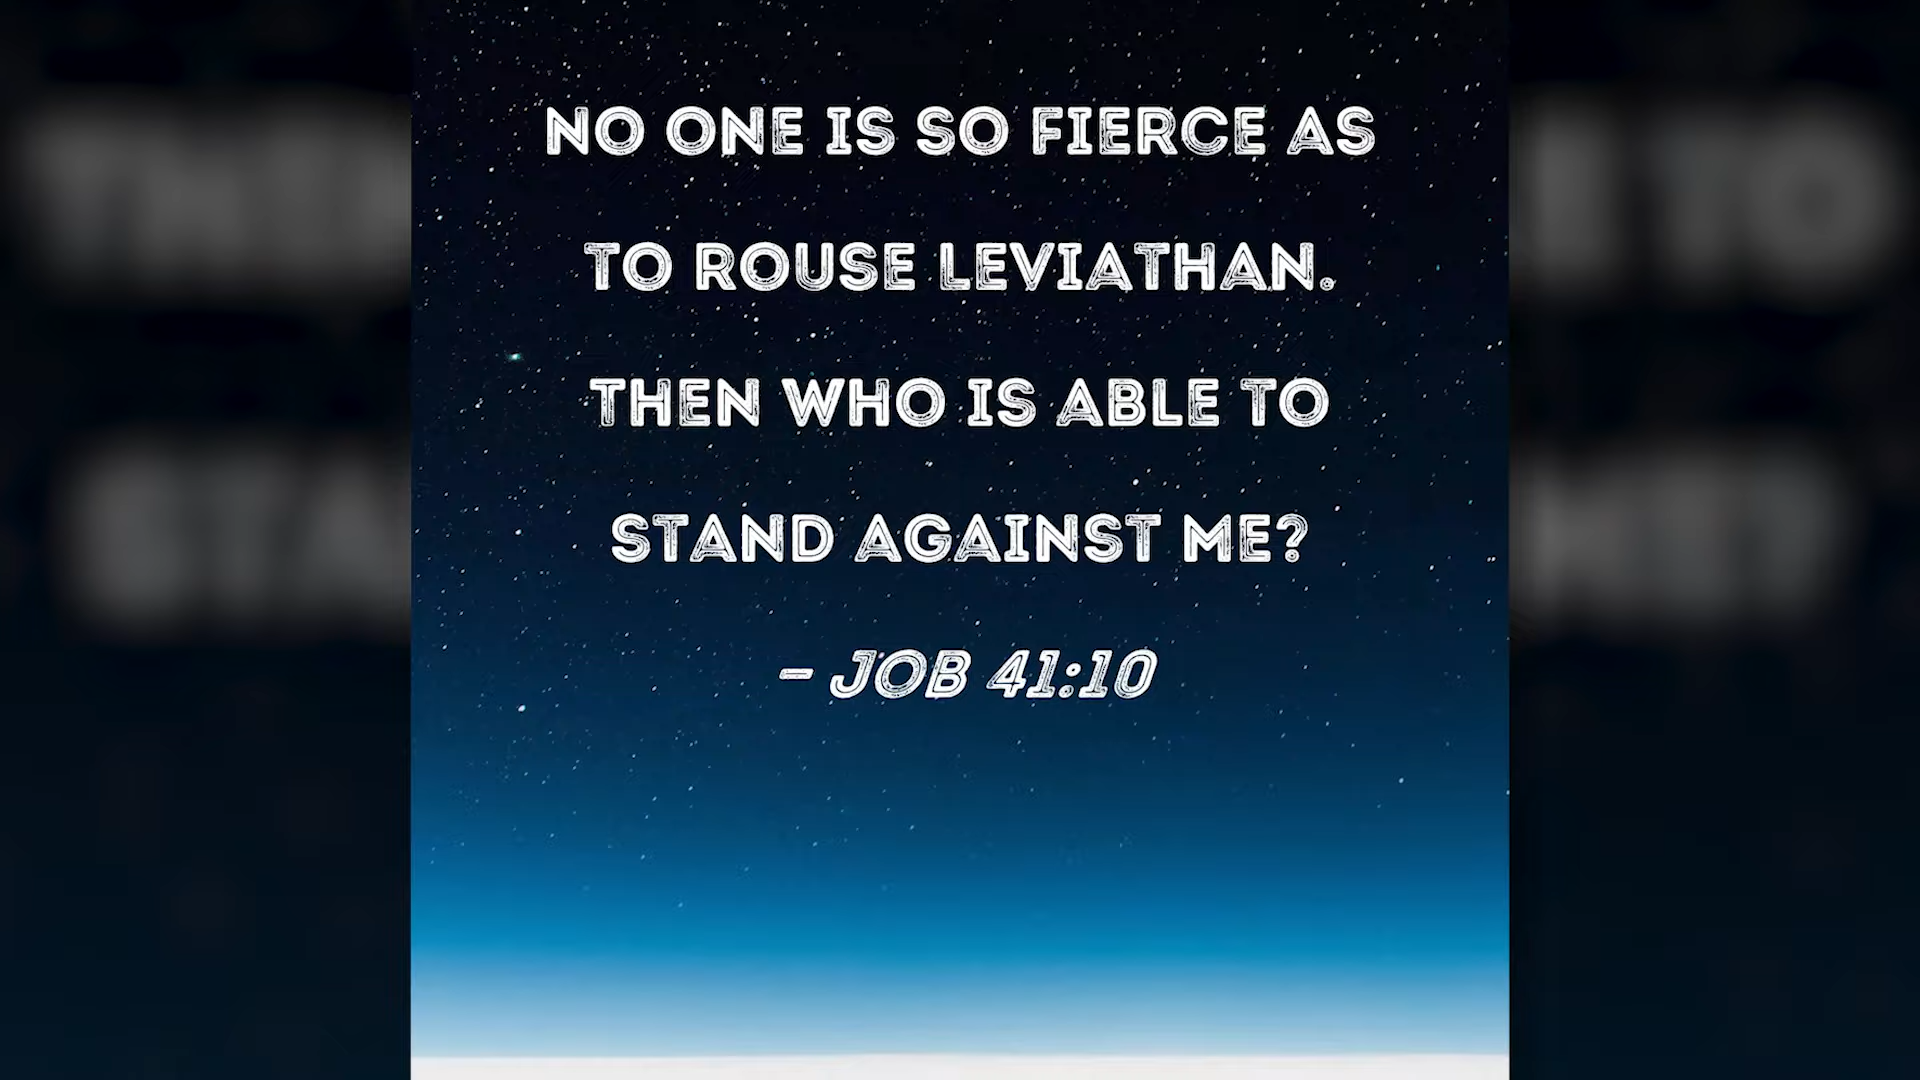 NO ONE IS SO FIERCE AS
TO ROUSE LEVIATHAN.
THEN WHO IS ABLE TO
STAND AGAINST ME?
- JOB 41:10